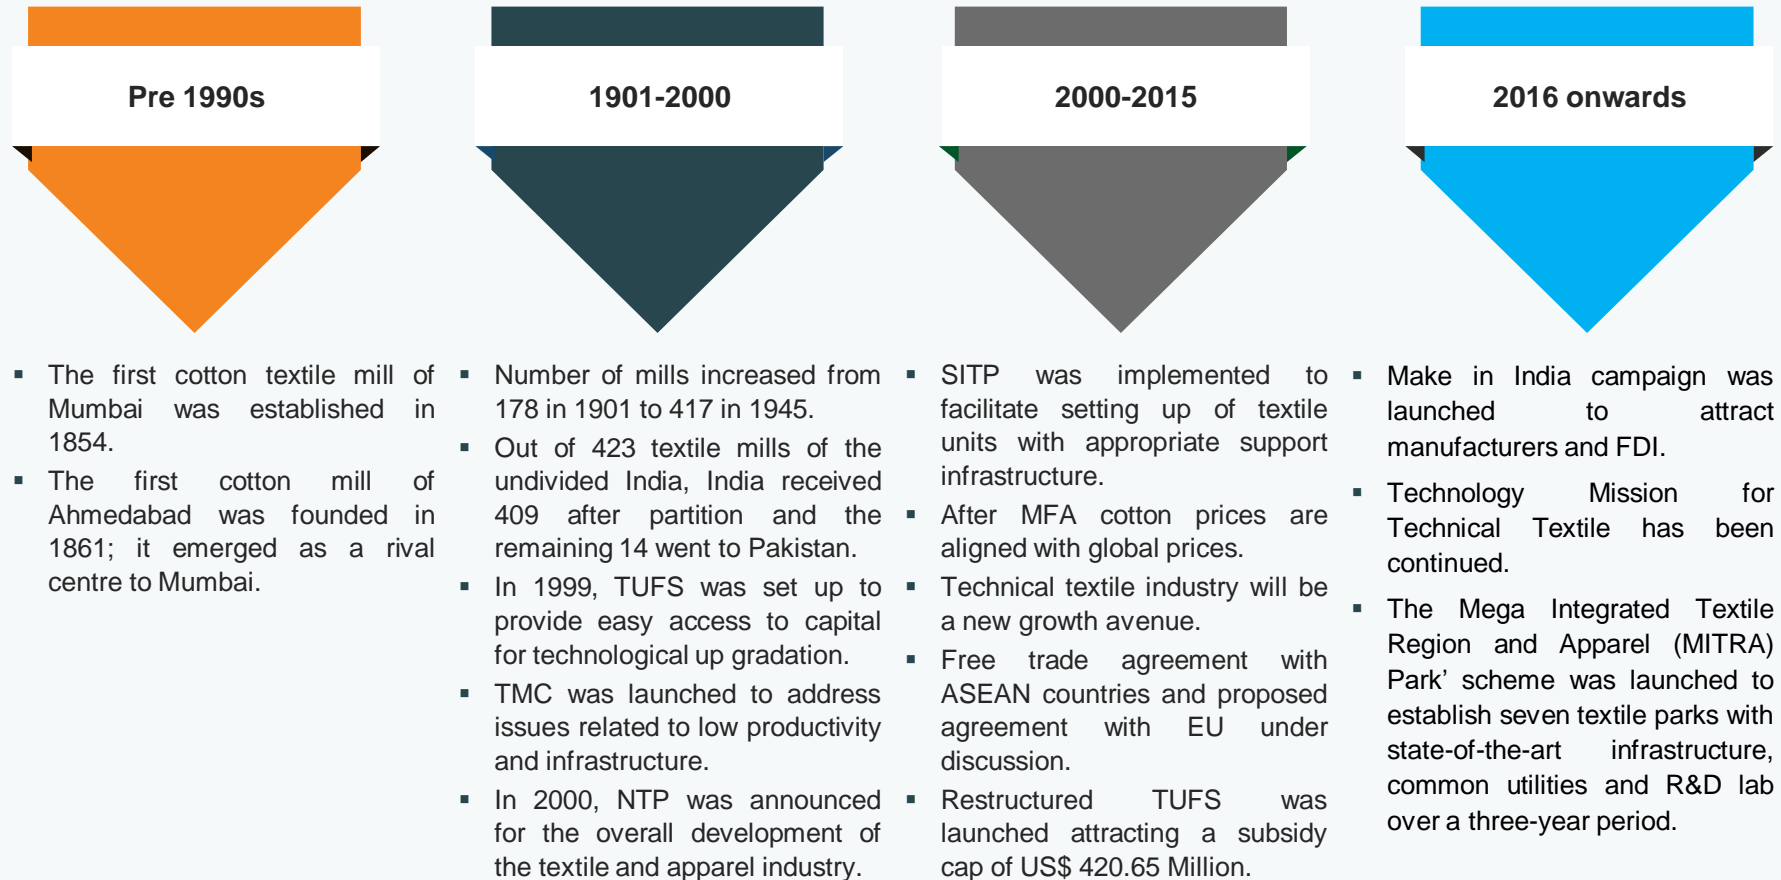 Pre 1990s
▪ The first cotton textile mill of
Mumbai was established in
1854.
▪ The first cotton mill of
Ahmedabad was founded in
1861; it emerged as a rival
centre to Mumbai.
1901-2000
▪ Number of mills increased from
178 in 1901 to 417 in 1945.
▪ Out of 423 textile mills of the
undivided India, India received
409 after partition and the
remaining 14 went to Pakistan.
▪ In 1999, TUFS was set up to
provide easy access to capital
for technological up gradation.
▪ TMC was launched to address
issues related to low productivity
and infrastructure.
▪ In 2000, NTP was announced
for the overall development of
the textile and apparel industry.
2000-2015
▪ SITP was implemented to
facilitate setting up of textile
units with appropriate support
infrastructure.
▪ After MFA cotton prices are
aligned with global prices.
▪ Technical textile industry will be
a new growth avenue.
▪ Free trade agreement with
ASEAN countries and proposed
agreement with EU under
discussion.
▪ Restructured TUFS was
launched attracting a subsidy
cap of US$ 420.65 Million.
2016 onwards
▪ Make in India campaign was
launched to attract
manufacturers and FDI.
▪ Technology Mission for
Technical Textile has been
continued.
▪ The Mega Integrated Textile
Region and Apparel (MITRA)
Park’ scheme was launched to
establish seven textile parks with
state-of-the-art infrastructure,
common utilities and R&D lab
over a three-year period.